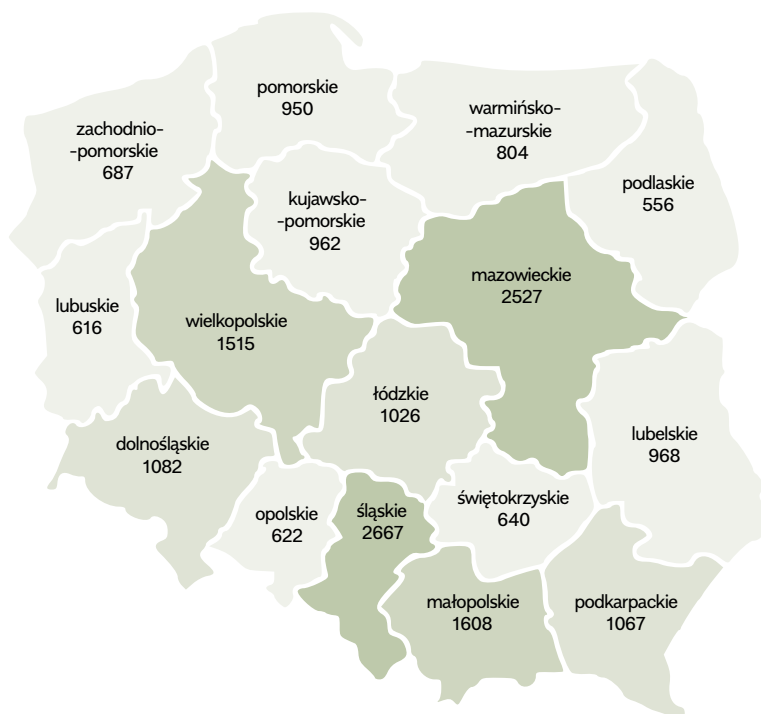 pomorskie
950
warmińsko-
-mazurskie
804
zachodnio-
-pomorskie
687
podlaskie
556
kujawsko-
-pomorskie
962
mazowieckie
2527
lubuskie
616
wielkopolskie
1515
łódzkie
1026
lubelskie
968
dolnośląskie
1082
świętokrzyskie
640
opolskie
622
śląskie
2667
małopolskie
1608
podkarpackie
1067